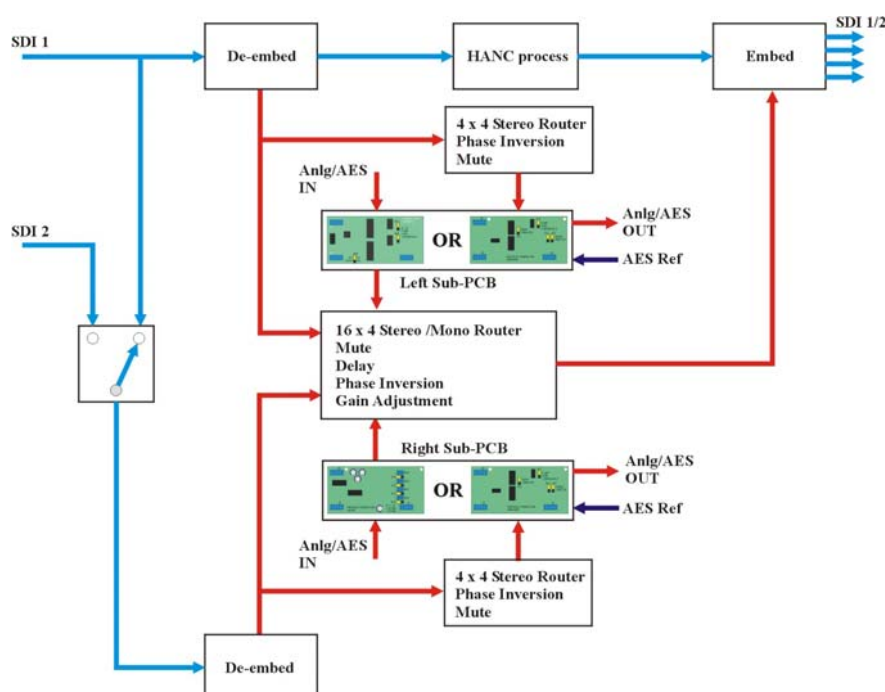 SDI 1
De-embed
HANC process
Embed
SDI 1/2
4 x 4 Stereo Router
Phase Inversion
Mute
Anlg/AES
IN
OR
Anlg/AES
OUT
SDI 2
AES Ref
Left Sub-PCB
16 x 4 Stereo /Mono Router
Mute
Delay
Phase Inversion
Gain Adjustment
Right Sub-PCB
OR
Anlg/AES
OUT
AES Ref
Anlg/AES
IN
4 x 4 Stereo Router
Phase Inversion
Mute
De-embed